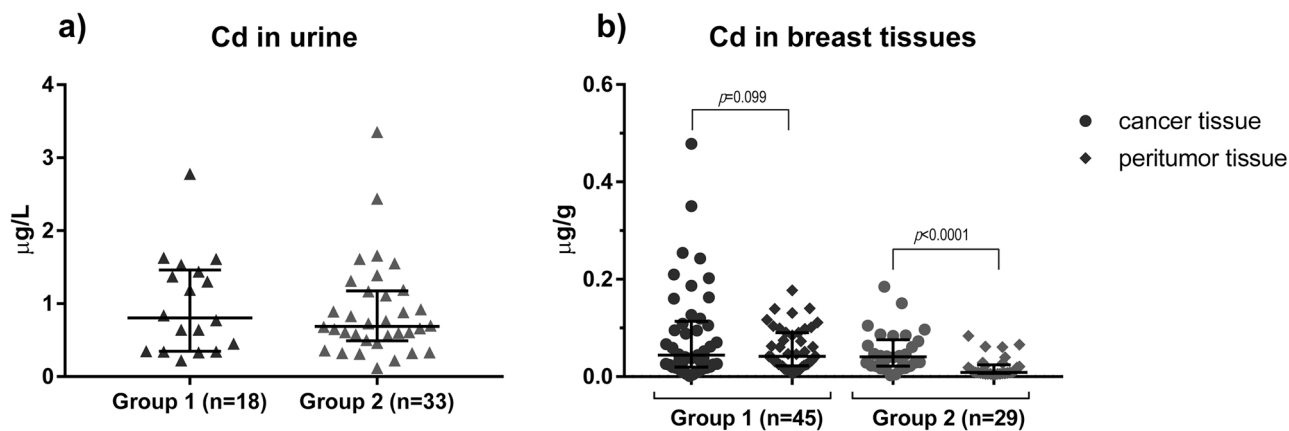 a)
Cd in urine
μg/L
4
3
2
1
0
Group 1 (n=18)
Group 2 (n=33)
b)
Cd in breast tissues
μg/g
0.6
0.4
0.2
0.0
p=0.099
p<0.0001
Group 1 (n=45)
Group 2 (n=29)
cancer tissue
peritumor tissue